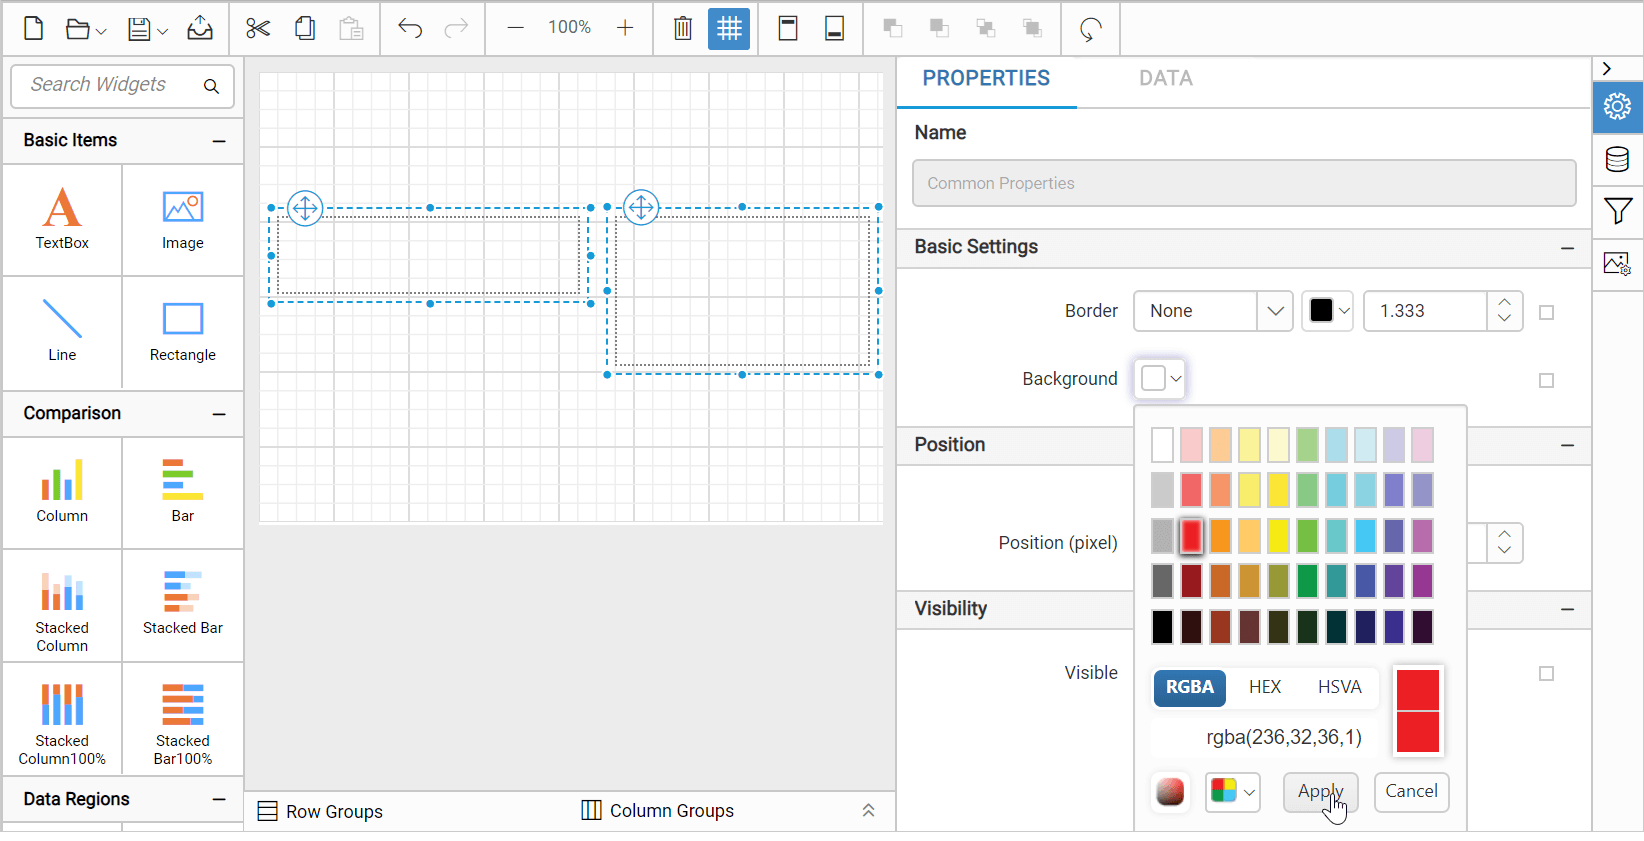 100%
Search Widgets
Basic Items
TextBox
Image
Line
Rectangle
Comparison
Column
Bar
Stacked
Column
Stacked Bar
Stacked
Column100%
Stacked
Bar100%
Data Regions
Row Groups
Column Groups
PROPERTIES
DATA
Name
Common Properties
Basic Settings
Border
None
1.333
Background
Position
Position (pixel)
Visibility
Visible
RGBA
HEX
HSVA
rgba(236,32,36,1)
Apply
Cancel